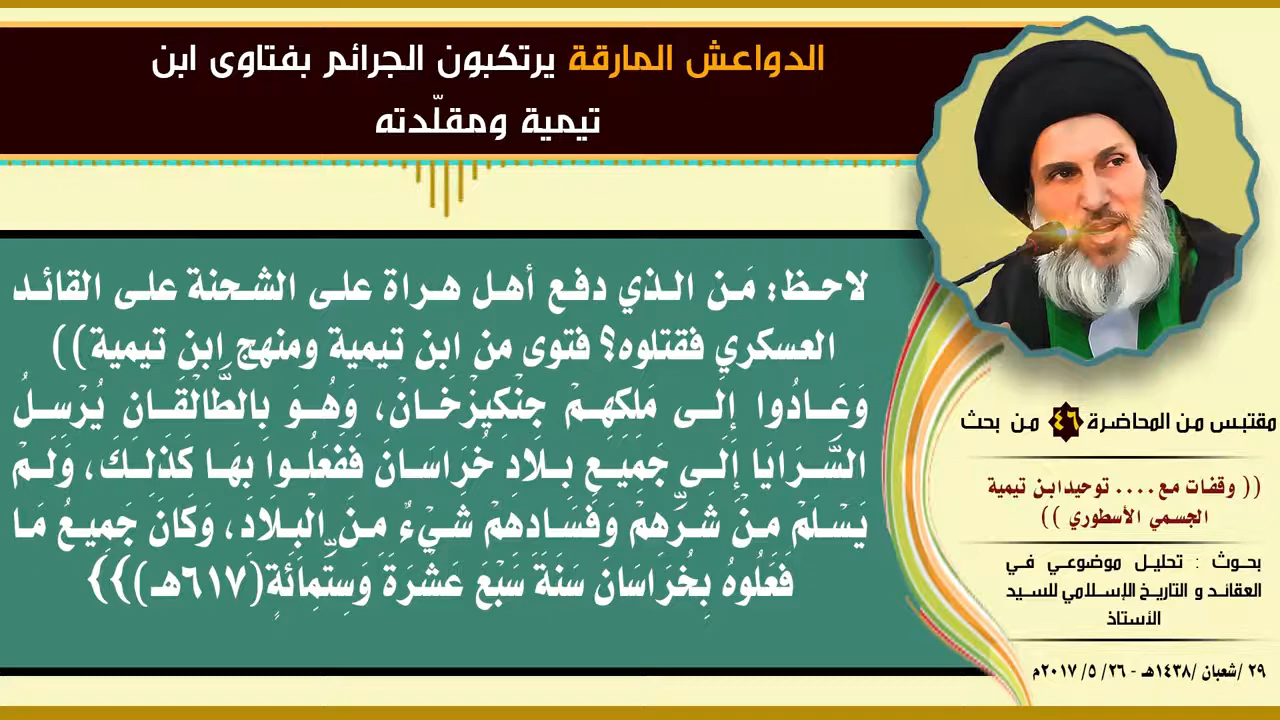 الدواعش المارقة يرتكبون الجرائم بفتاوى ابن
تيمية ومقلّدته
لاحظ: مَن الذي دفع أهل هراة على الشحنة على القائد
العسكري فقتلوه؟ فتوى من ابن تيمية ومنهج ابن تيمية))
وَعَادُوا إِلَى مَلِكِهِمْ جِنْكِيزْخَانْ، وَهُوَ بِالطَّالْقَانِ يُرْسِلُ
السَّرَايَا إِلَى جَمِيعِ بِلَادِ خُرَاسَانَ فَفَعَلُوا بِهَا كَذَلِكَ، وَلَمْ
يَسْلَمْ مِنْ شَرِّهِمْ وَفَسَادِهِمْ شَيْءٌ مِنَ الْبِلَادِ، وَكَانَ جَمِيعُ مَا
فَعَلُوهُ بِخُرَاسَانَ سَنَةَ سَبْعَ عَشْرَةَ وَسِتِّمِائَةٍ(٦١٧هـ)}}
مقتبس من المحاضرة ٤٦ من بحث
(( وقفات مع.... توحيدابن تيمية
الجسمي الأسطوري ))
بحوث : تحليل موضوعي في
العقائد و التاريخ الإسلامي للسيد
الأستاذ
٢٩ /شعبان /١٤٣٨هـ - ٢٦/ ٥/ ٢٠١٧م